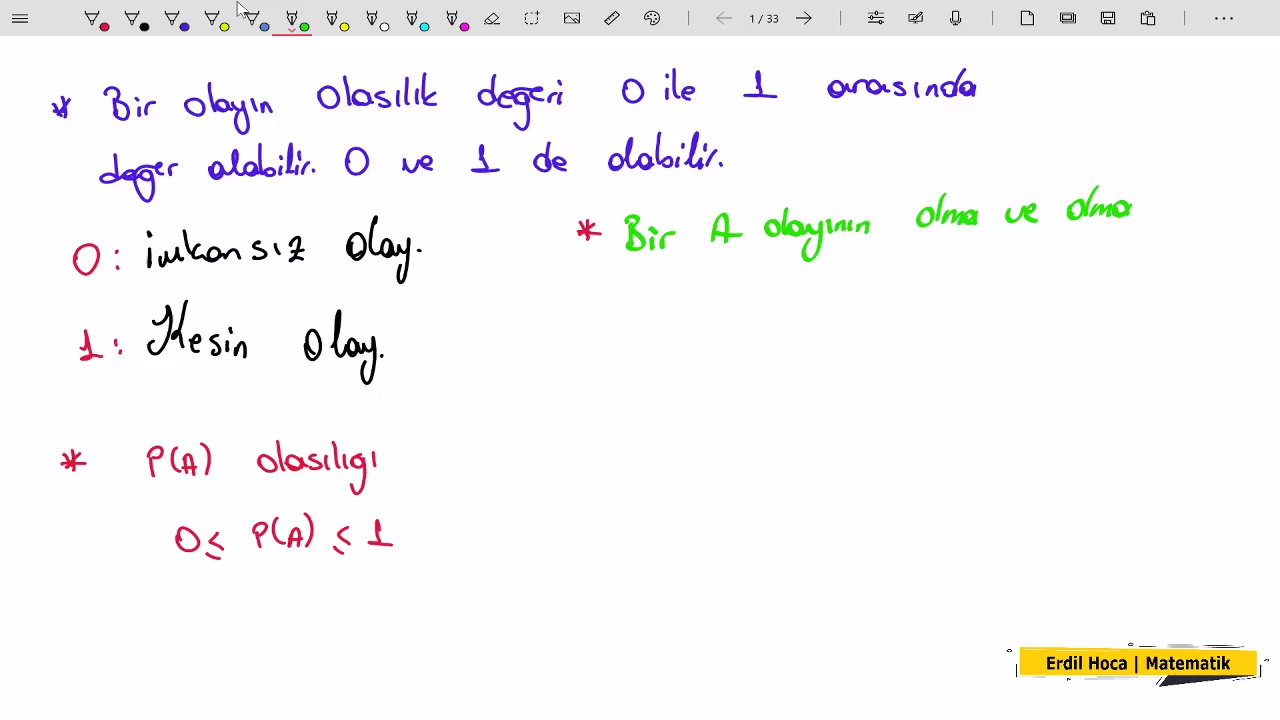 1 / 33
* Bir olayın olasılık değeri 0 ile 1 arasında
değer alabilir. 0 ve 1 de olabilir.
0: imkansız olay.
1: Kesin olay.
* P(A) olasılığı
0 ≤ P(A) ≤ 1
* Bir A olayının olma ve olma
Erdil Hoca | Matematik